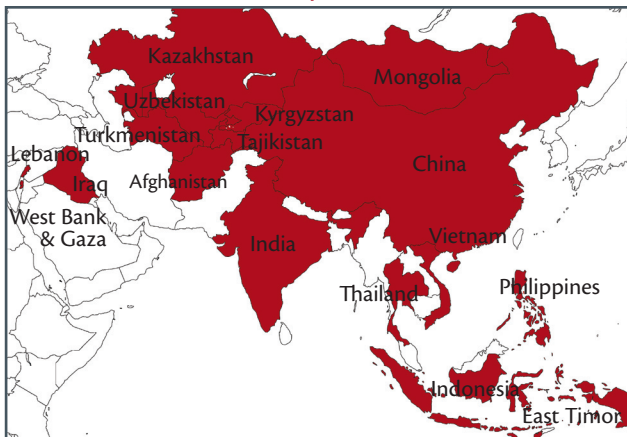 Kazakhstan
Mongolia
Uzbekistan
Kyrgyzstan
Turkmenistan
Tajikistan
Lebanon
China
Iraq
Afghanistan
West Bank
& Gaza
India
Vietnam
Thailand
Philippines
Indonesia
East Timor